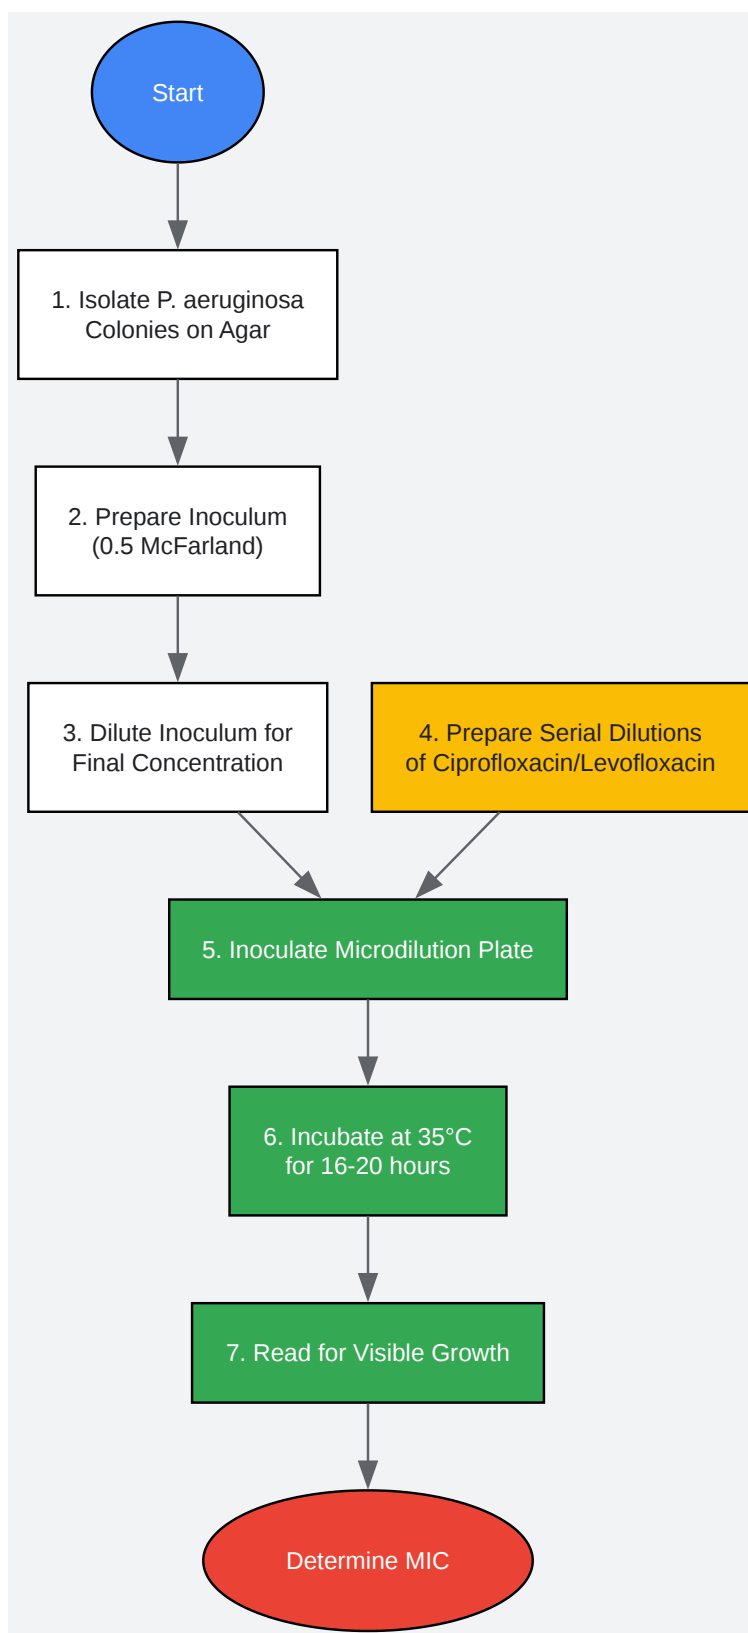 Start
1. Isolate P. aeruginosa
Colonies on Agar
2. Prepare Inoculum
(0.5 McFarland)
3. Dilute Inoculum for
Final Concentration
4. Prepare Serial Dilutions
of Ciprofloxacin/Levofloxacin
5. Inoculate Microdilution Plate
6. Incubate at 35°C
for 16-20 hours
7. Read for Visible Growth
Determine MIC